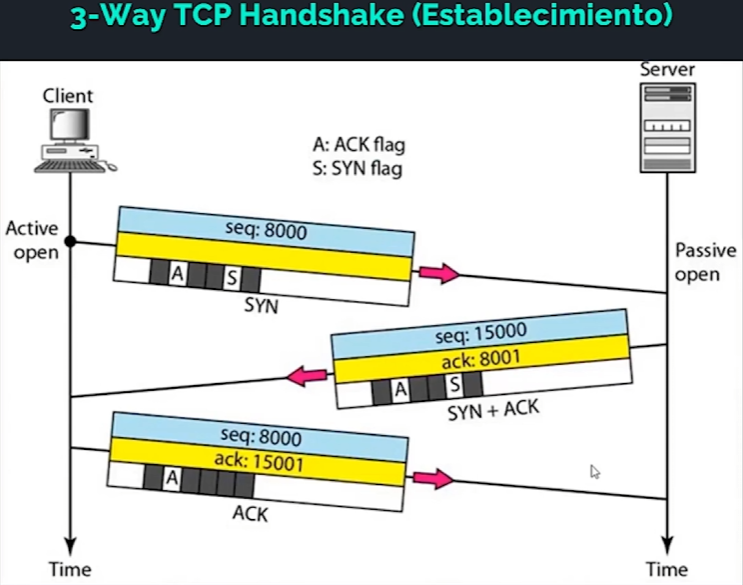 3-Way TCP Handshake (Establecimiento)
Server
Client
A: ACK flag
S: SYN flag
Active
open
seq: 8000
A S
SYN
Passive
open
seq: 15000
ack: 8001
A S
SYN + ACK
seq: 8000
ack: 15001
A
ACK
Time
Time